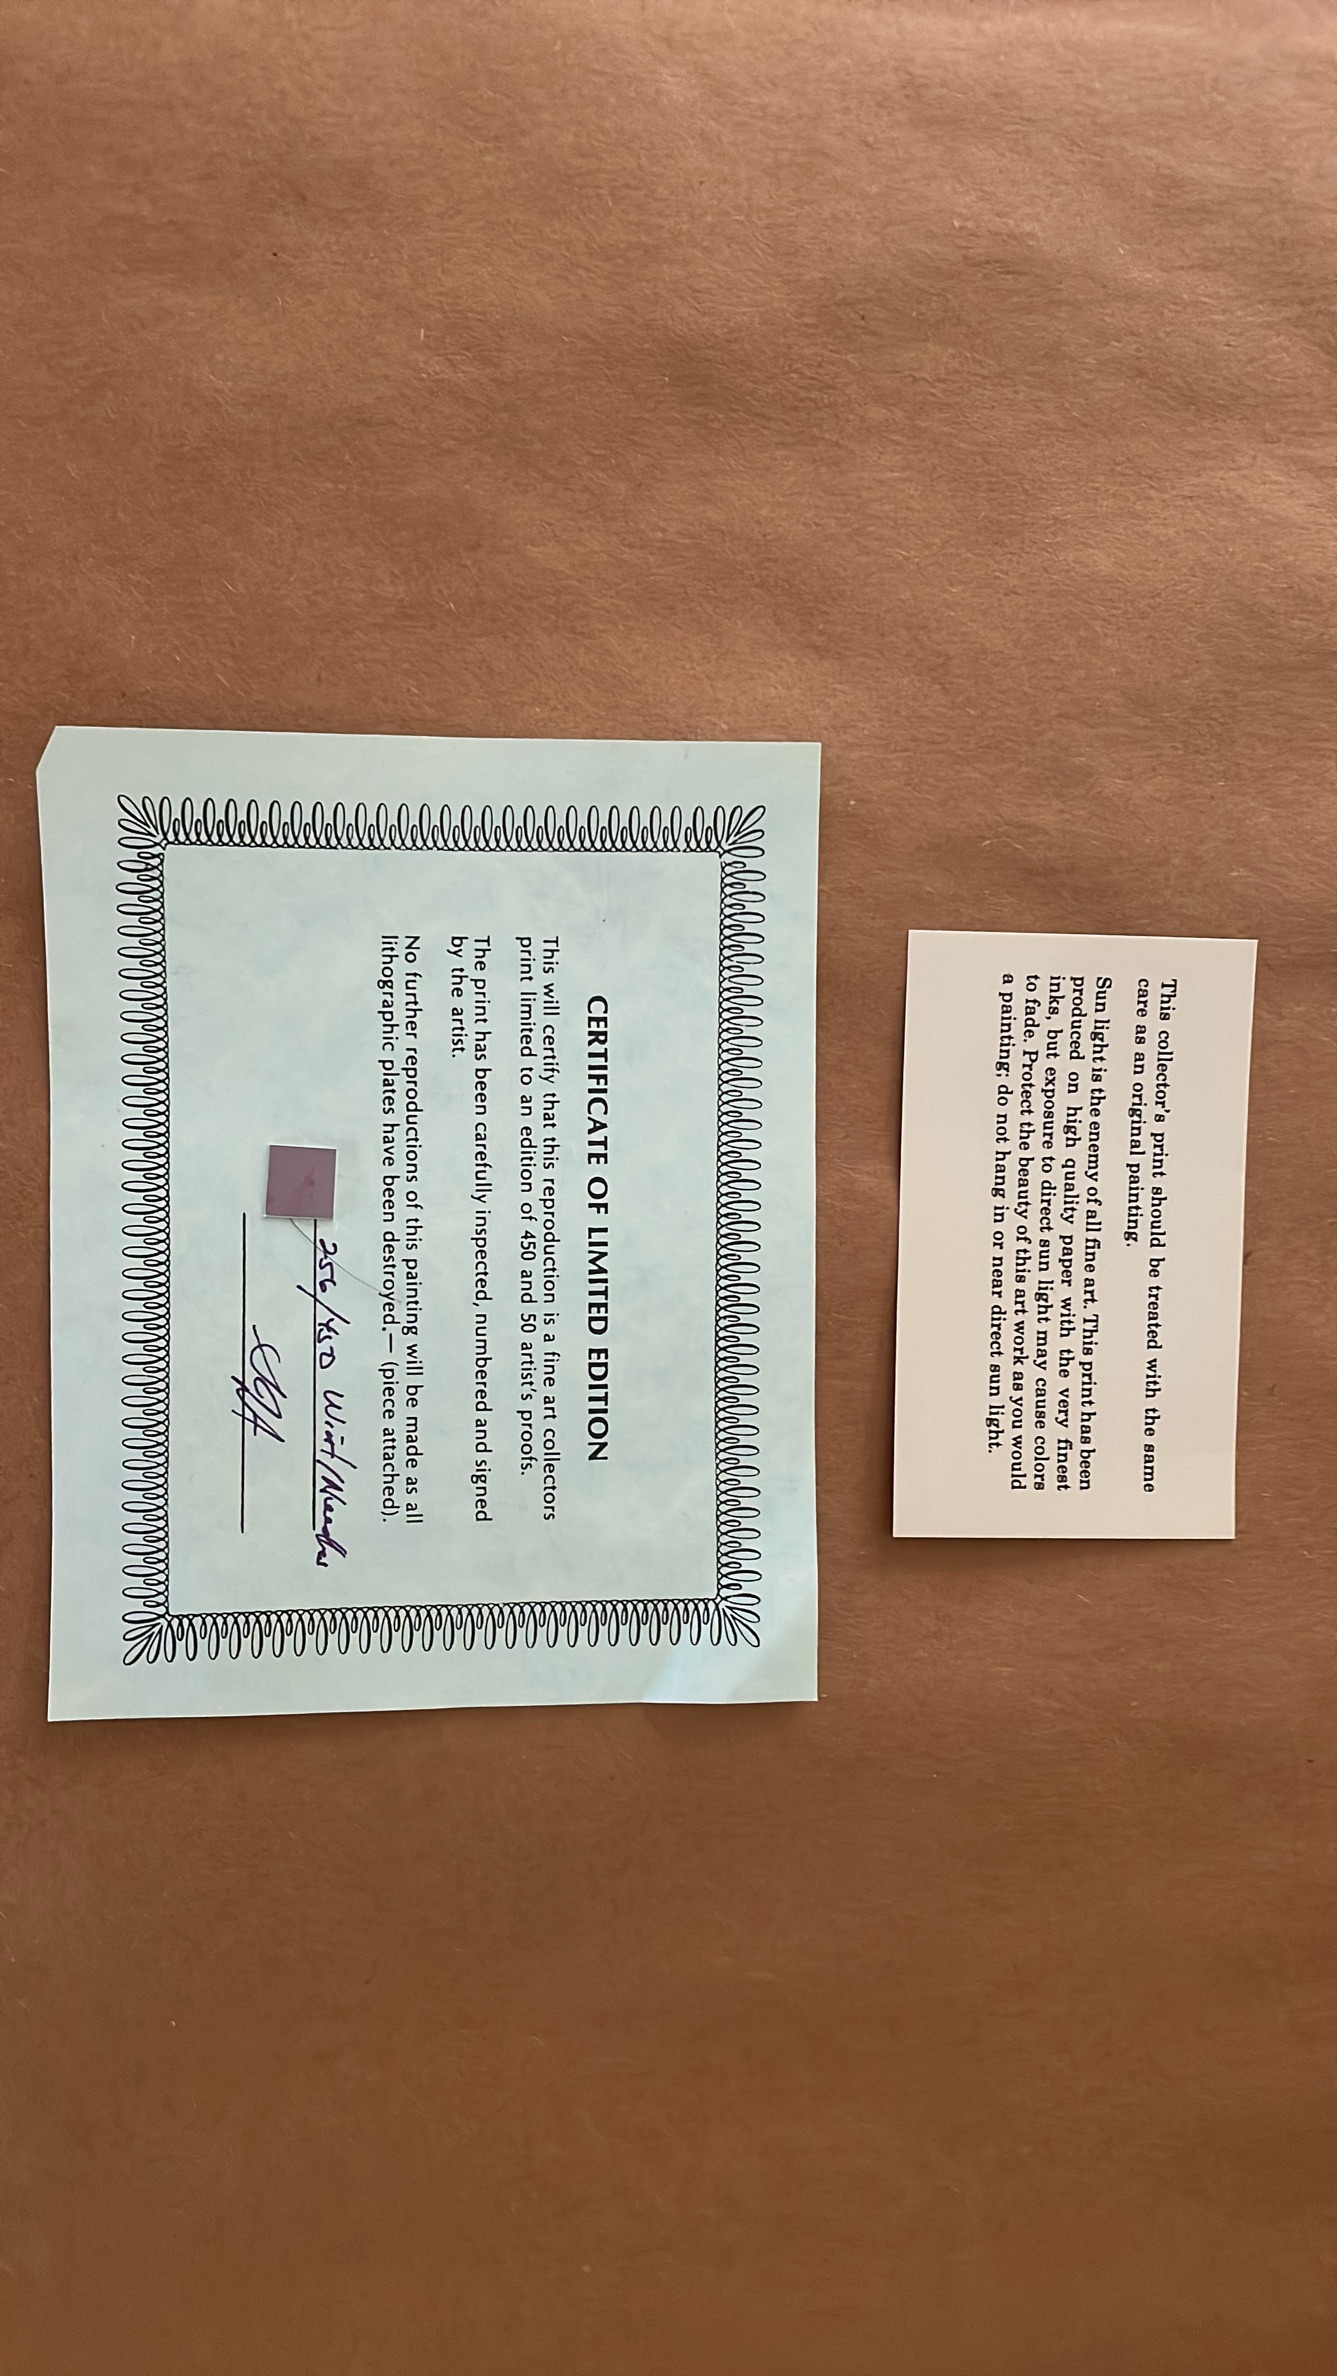 This collector's print should be treated with the same
care as an original painting.
Sun light is the enemy of all fine art. This print has been
produced on high quality paper with the very finest
inks, but exposure to direct sun light may cause colors
to fade. Protect the beauty of this art work as you would
a painting; do not hang in or near direct sun light.
CERTIFICATE OF LIMITED EDITION
This will certify that this reproduction is a fine art collectors
print limited to an edition of 450 and 50 artist's proofs.
The print has been carefully inspected, numbered and signed
by the artist.
No further reproductions of this painting will be made as all
lithographic plates have been destroyed.— (piece attached).
256/450